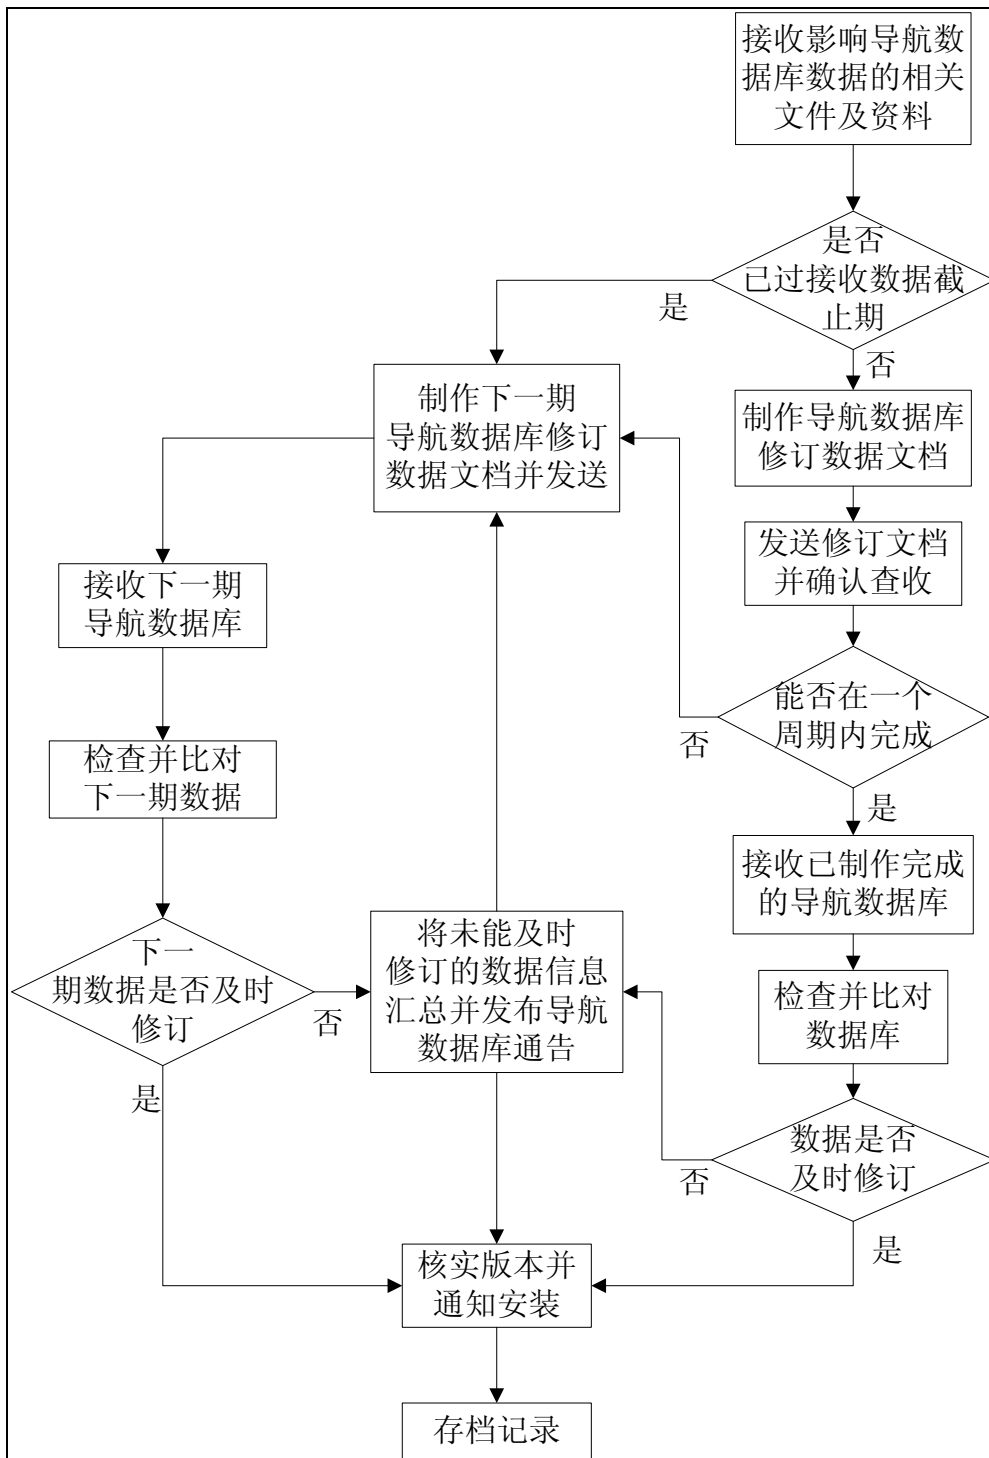 接收影响导航数
据库数据的相关
文件及资料
是否
已过接收数据截
止期
是
否
制作下一期
导航数据库修订
数据文档并发送
制作导航数据库
修订数据文档
发送修订文档
并确认查收
接收下一期
导航数据库
能否在一个
周期内完成
否
是
检查并比对
下一期数据
接收已制作完成
的导航数据库
下一
期数据是否及时
修订
否
是
将未能及时
修订的数据信息
汇总并发布导航
数据库通告
检查并比对
数据库
数据是否
及时修订
否
是
核实版本并
通知安装
存档记录